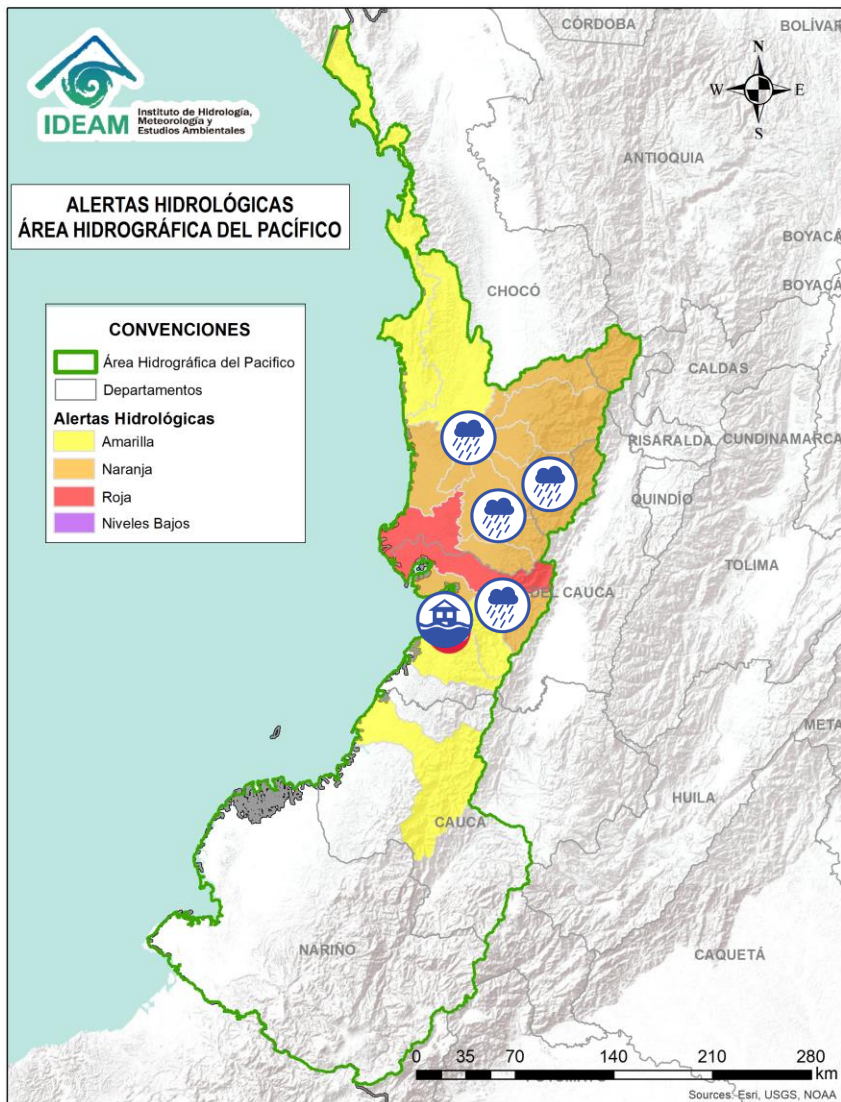 CÓRDOBA
BOLÍVAR
IDEAM
Instituto de Hidrología,
Meteorología y
Estudios Ambientales
N
W
E
S
ANTIOQUIA
ALERTAS HIDROLÓGICAS
ÁREA HIDROGRÁFICA DEL PACÍFICO
BOYACÁ
BOYACÁ
CHOCÓ
CONVENCIONES
Área Hidrográfica del Pacifico
Departamentos
Alertas Hidrológicas
Amarilla
Naranja
Roja
Niveles Bajos
CALDAS
RISARALDA
CUNDINAMARCA
QUINDÍO
TOLIMA
DEL CAUCA
META
HUILA
CAUCA
NARIÑO
CAQUETÁ
0 35 70 140 210 280
km
Sources: Esri, USGS, NOAA